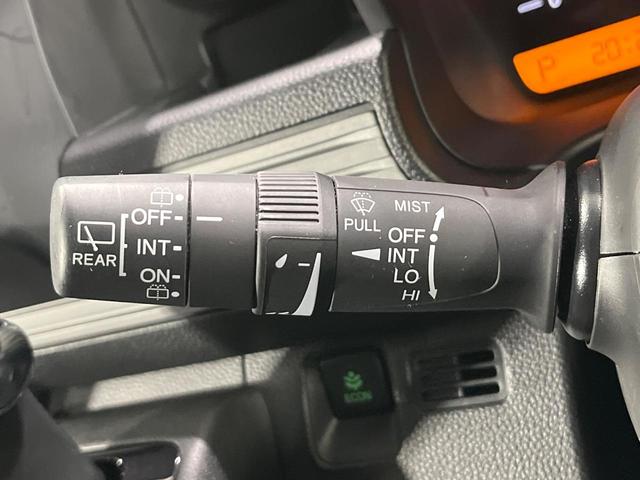 REAR
OFF
INT
ON
PULL
MIST
OFF
INT
LO
HI
P
ECON